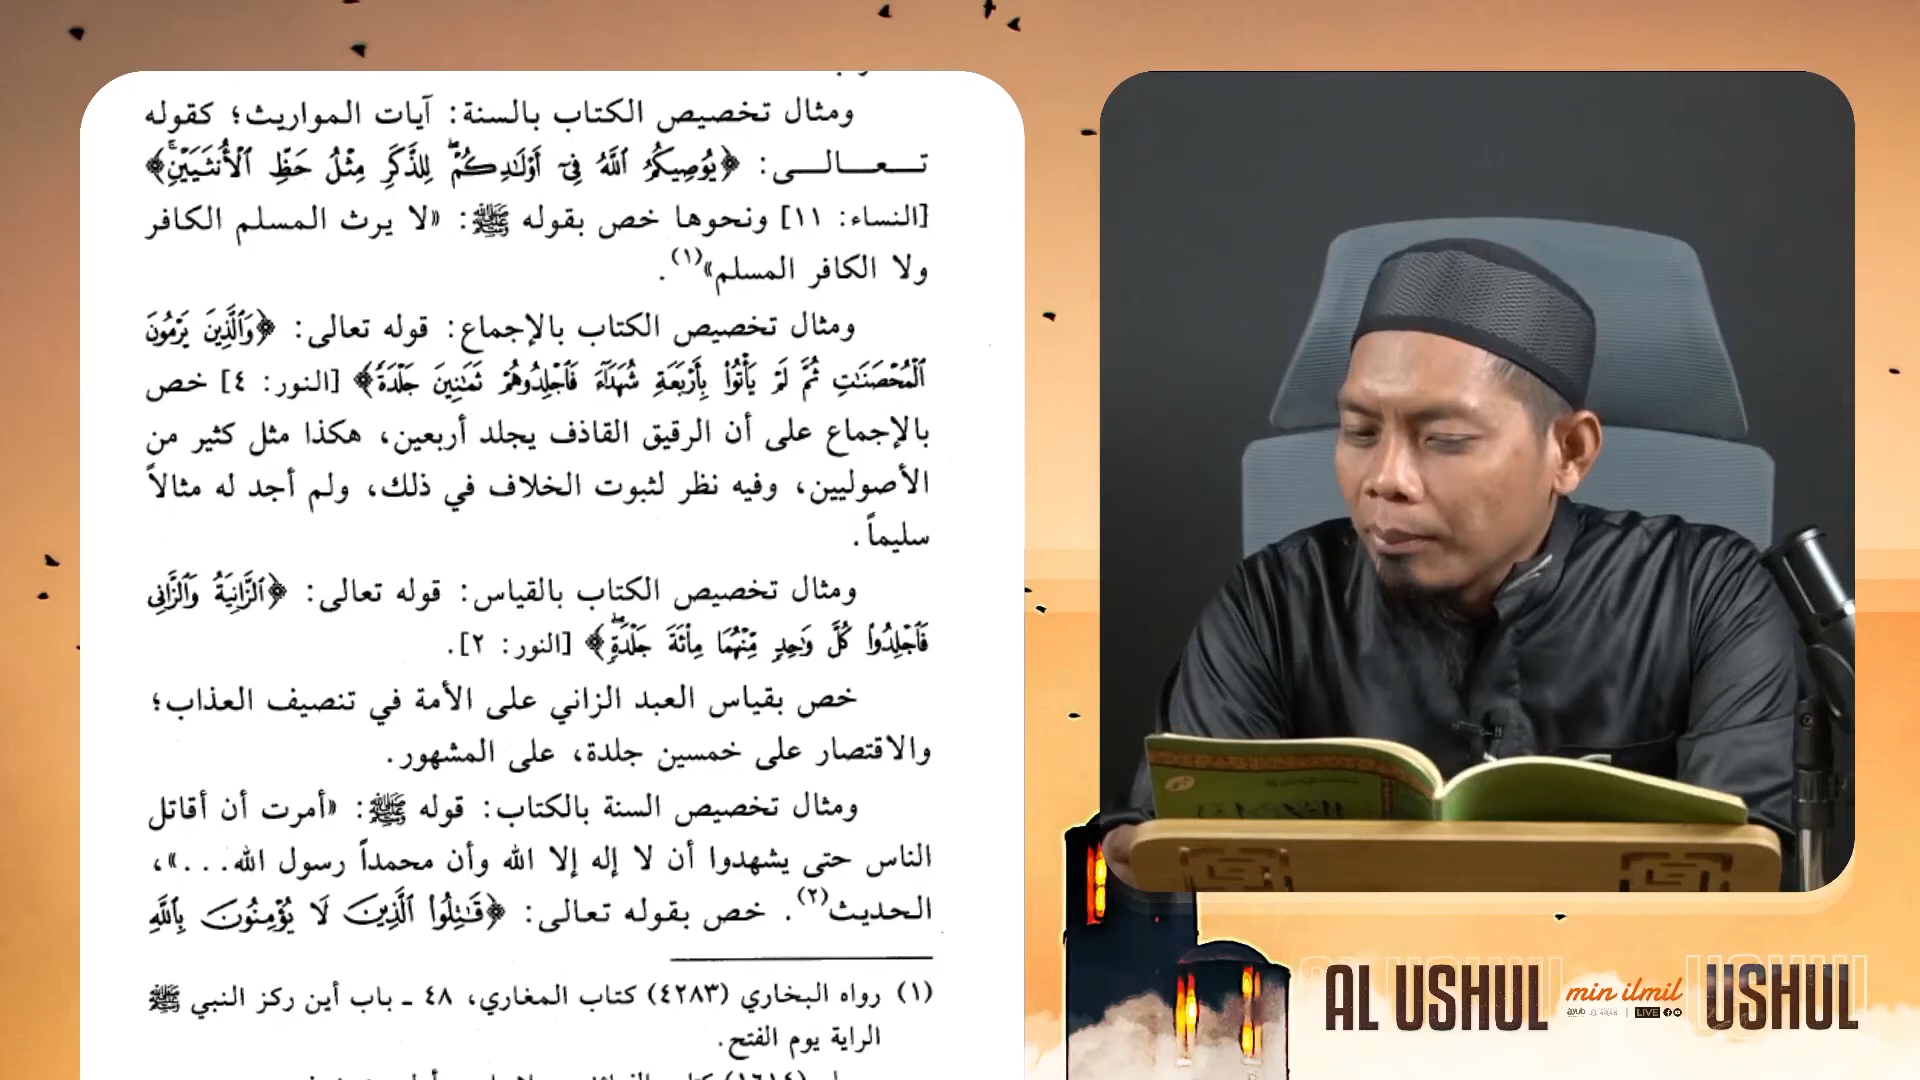 ومثال تخصيص الكتاب بالسنة: آيات المواريث؛ كقوله
تعالى: ﴿يُوصِيكُمُ ٱللَّهُ فِىٓ أَوْلَٰدِكُمْ ۖ لِلذَّكَرِ مِثْلُ حَظِّ ٱلْأُنثَيَيْنِ ۚ﴾
[النساء: ١١] ونحوها خص بقوله ﷺ: «لا يرث المسلم الكافر
ولا الكافر المسلم»(١).
ومثال تخصيص الكتاب بالإجماع: قوله تعالى: ﴿وَٱلَّذِينَ يَرْمُونَ
ٱلْمُحْصَنَٰتِ ثُمَّ لَمْ يَأْتُوا۟ بِأَرْبَعَةِ شُهَدَآءَ فَٱجْلِدُوهُمْ ثَمَٰنِينَ جَلْدَةً﴾ [النور: ٤] خص
بالإجماع على أن الرقيق القاذف يجلد أربعين، هكذا مثل كثير من
الأصوليين، وفيه نظر لثبوت الخلاف في ذلك، ولم أجد له مثالاً
سليماً.
ومثال تخصيص الكتاب بالقياس: قوله تعالى: ﴿ٱلزَّانِيَةُ وَٱلزَّانِى
فَٱجْلِدُوا۟ كُلَّ وَٰحِدٍ مِّنْهُمَا مِا۟ئَةَ جَلْدَةٍ ۖ﴾ [النور: ٢].
خص بقياس العبد الزاني على الأمة في تنصيف العذاب؛
والاقتصار على خمسين جلدة، على المشهور.
ومثال تخصيص السنة بالكتاب: قوله ﷺ: «أمرت أن أقاتل
الناس حتى يشهدوا أن لا إله إلا الله وأن محمداً رسول الله...»،
الحديث(٢). خص بقوله تعالى: ﴿قَٰتِلُوا۟ ٱلَّذِينَ لَا يُؤْمِنُونَ بِٱللَّهِ
(١) رواه البخاري (٤٢٨٣) كتاب المغازي، ٤٨ ـ باب أين ركز النبي ﷺ
الراية يوم الفتح.
AL USHUL min ilmil USHUL
LIVE